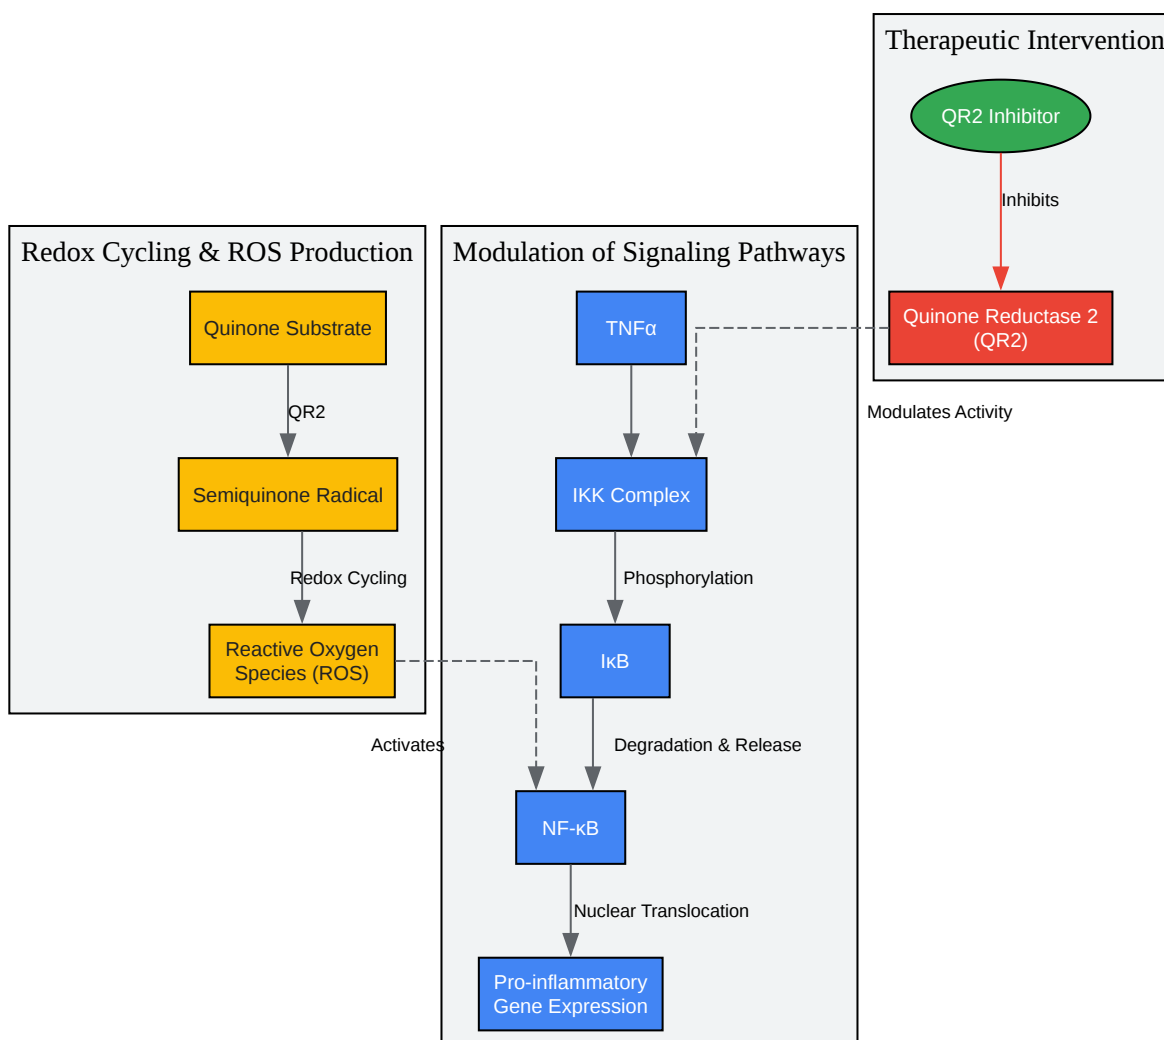 Therapeutic Intervention
QR2 Inhibitor
Inhibits
Quinone Reductase 2
(QR2)
Modulates Activity
Redox Cycling & ROS Production
Quinone Substrate
QR2
Semiquinone Radical
Redox Cycling
Reactive Oxygen
Species (ROS)
Activates
Modulation of Signaling Pathways
TNFα
IKK Complex
Phosphorylation
IκB
Degradation & Release
NF-κB
Nuclear Translocation
Pro-inflammatory
Gene Expression